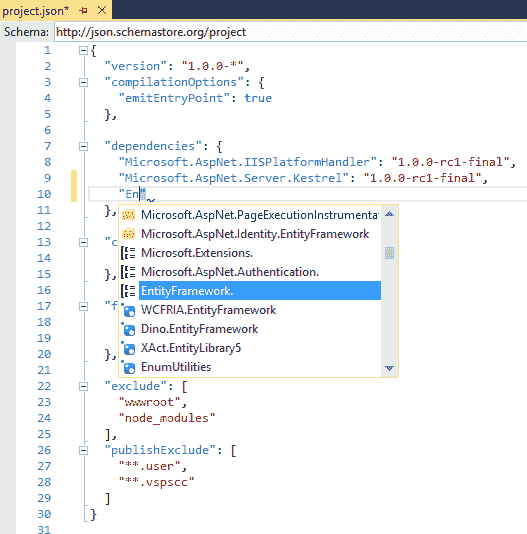 project.json*
Schema: http://json.schemastore.org/project
1 {
2 "version": "1.0.0-*",
3 "compilationOptions": {
4 "emitEntryPoint": true
5 },
6
7 "dependencies": {
8 "Microsoft.AspNet.IISPlatformHandler": "1.0.0-rc1-final",
9 "Microsoft.AspNet.Server.Kestrel": "1.0.0-rc1-final",
10 "En"
11 },
Microsoft.AspNet.PageExecutionInstrumenta
12
Microsoft.AspNet.Identity.EntityFramework
13 "c
Microsoft.Extensions.
14
Microsoft.AspNet.Authentication.
15 },
EntityFramework.
16
WCFRIA.EntityFramework
17 "f
Dino.EntityFramework
18
19
XAct.EntityLibrary5
20 },
EnumUtilities
21
22 "exclude": [
23 "wwwroot",
24 "node_modules"
25 ],
26 "publishExclude": [
27 "**.user",
28 "**.vspscc"
29 ]
30 }
31